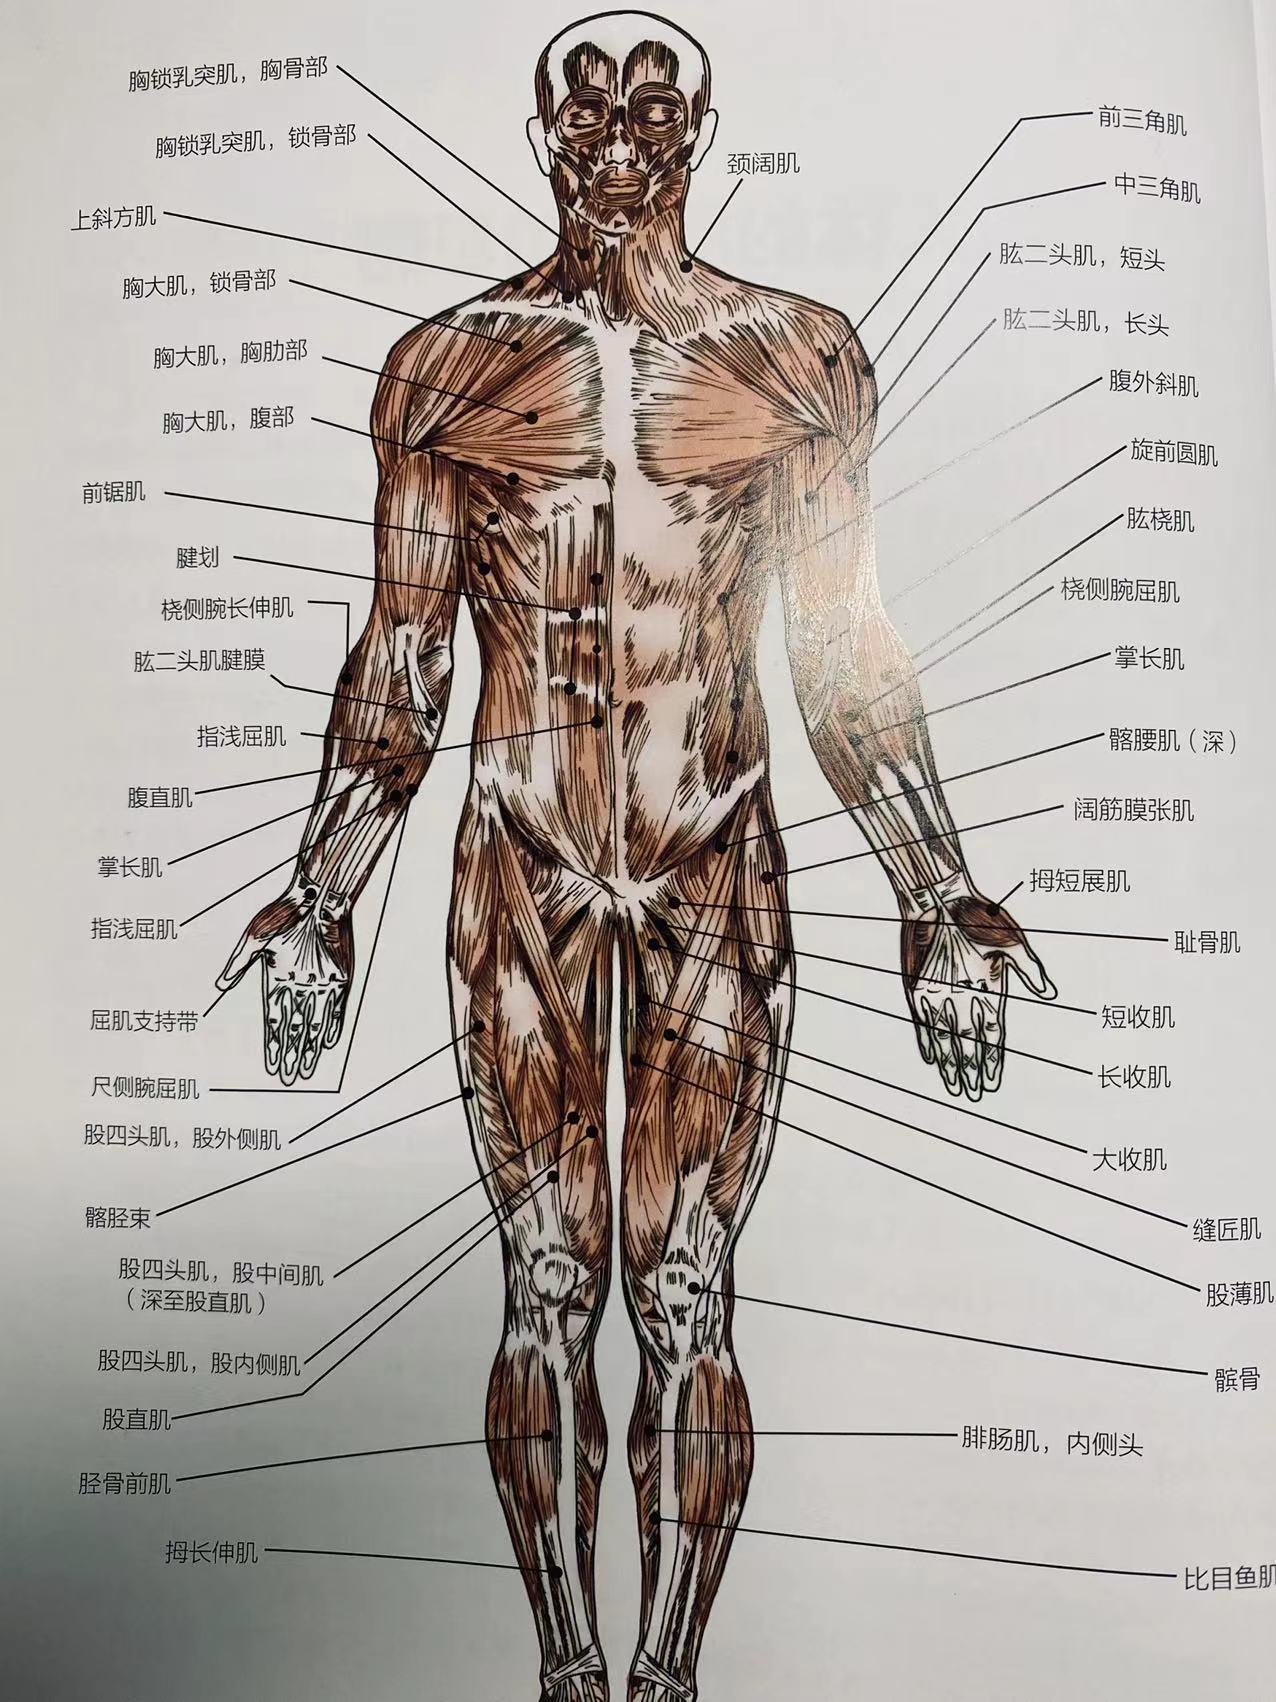 胸锁乳突肌，胸骨部
胸锁乳突肌，锁骨部
上斜方肌
胸大肌，锁骨部
胸大肌，胸肋部
胸大肌，腹部
前锯肌
腱划
桡侧腕长伸肌
肱二头肌腱膜
指浅屈肌
腹直肌
掌长肌
指浅屈肌
屈肌支持带
尺侧腕屈肌
股四头肌，股外侧肌
髂胫束
股四头肌，股中间肌
（深至股直肌）
股四头肌，股内侧肌
股直肌
胫骨前肌
拇长伸肌
颈阔肌
前三角肌
中三角肌
肱二头肌，短头
肱二头肌，长头
腹外斜肌
旋前圆肌
肱桡肌
桡侧腕屈肌
掌长肌
髂腰肌（深）
阔筋膜张肌
拇短展肌
耻骨肌
短收肌
长收肌
大收肌
缝匠肌
股薄肌
髌骨
腓肠肌，内侧头
比目鱼肌